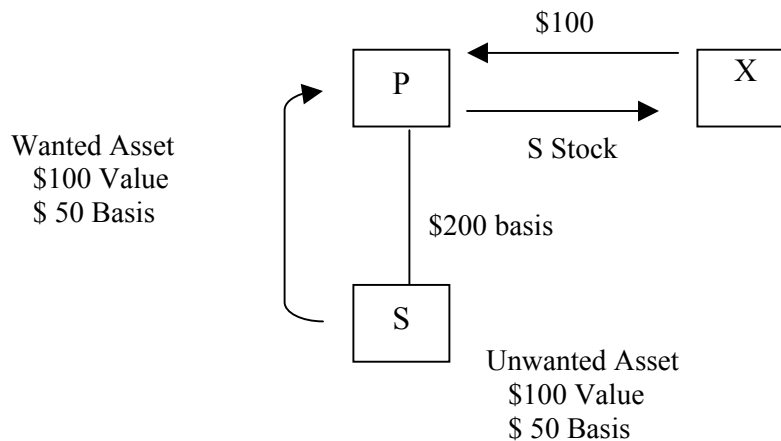 $100
P
X
S Stock
Wanted Asset
$100 Value
$ 50 Basis
$200 basis
S
Unwanted Asset
$100 Value
$ 50 Basis